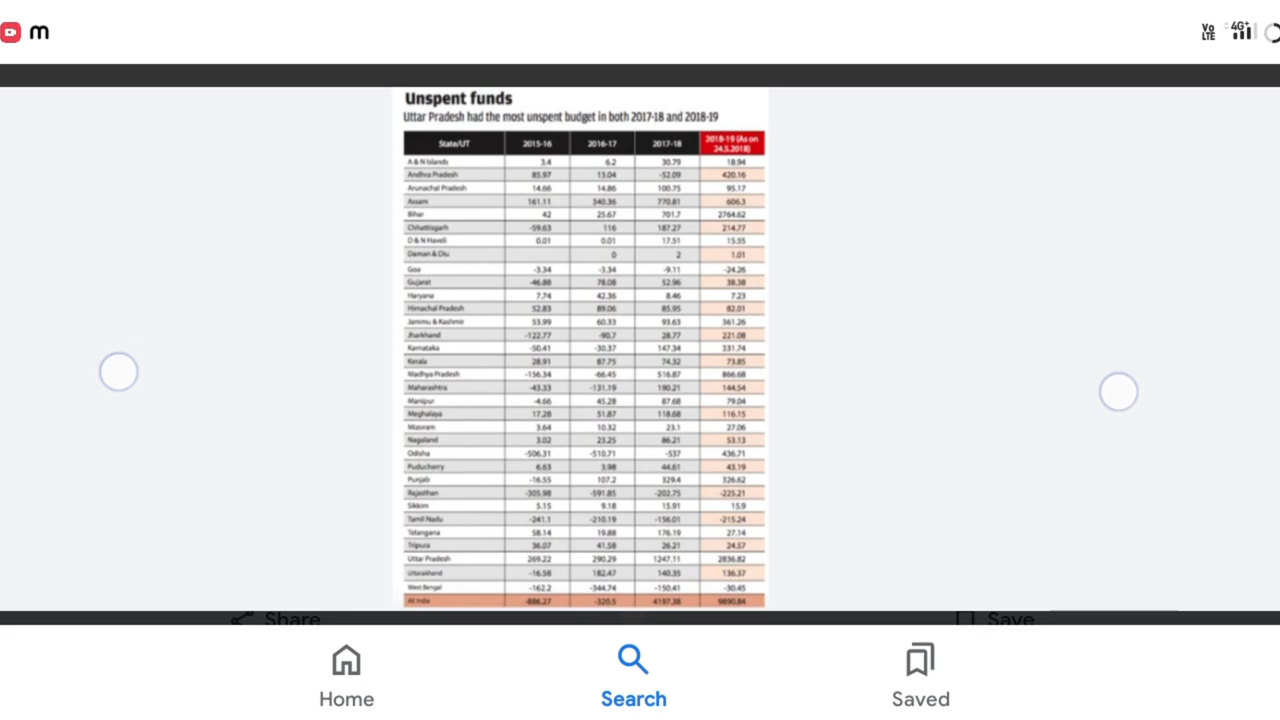 m
Vo LTE 4G+
Unspent funds
Uttar Pradesh had the most unspent budget in both 2017-18 and 2018-19
State/UT 2015-16 2016-17 2017-18 2018-19 (As on 24.5.2018)
A & N Islands 3.4 6.2 30.79 18.94
Andhra Pradesh 85.97 13.04 -52.09 420.16
Arunachal Pradesh 14.66 14.86 100.75 95.17
Assam 161.11 340.36 770.81 606.3
Bihar 42 25.67 701.7 2764.62
Chhattisgarh -59.63 116 187.27 214.77
D & N Haveli 0.01 0.01 17.51 15.55
Daman & Diu 0 2 1.01
Goa -3.34 -3.34 -9.11 -24.26
Gujarat -46.88 78.08 52.96 38.38
Haryana 7.74 42.36 8.46 7.23
Himachal Pradesh 52.83 89.06 85.95 82.01
Jammu & Kashmir 53.99 60.33 93.63 361.26
Jharkhand -122.77 -90.7 28.77 221.08
Karnataka -50.41 -30.37 147.34 331.74
Kerala 28.91 87.75 74.32 73.85
Madhya Pradesh -156.34 -66.45 516.87 866.68
Maharashtra -43.33 -131.19 190.21 144.54
Manipur -4.66 45.28 87.68 79.04
Meghalaya 17.28 51.87 118.68 116.15
Mizoram 3.64 10.32 23.1 27.06
Nagaland 3.02 23.25 86.21 53.13
Odisha -506.31 -510.71 -537 436.71
Puducherry 6.63 3.98 44.61 43.19
Punjab -16.55 107.2 329.4 326.62
Rajasthan -305.98 -591.85 -202.75 -225.21
Sikkim 5.15 9.18 15.91 15.9
Tamil Nadu -241.1 -210.19 -156.01 -215.24
Telangana 58.14 19.88 176.19 27.14
Tripura 36.07 41.58 26.21 24.57
Uttar Pradesh 269.22 290.29 1247.11 2836.82
Uttarakhand -16.58 182.47 140.35 136.37
West Bengal -162.2 -344.74 -150.41 -30.45
All India -886.27 -320.5 4197.38 9890.84
Share Save
Home Search Saved